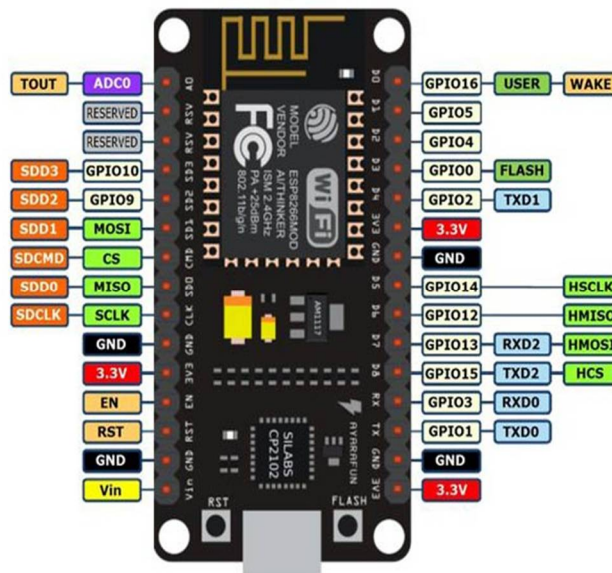 TOUT ADC0 A0 D0 GPIO16 USER WAKE
RESERVED RSV D1 GPIO5
RESERVED RSV D2 GPIO4
SDD3 GPIO10 SD3 D3 GPIO0 FLASH
SDD2 GPIO9 SD2 D4 GPIO2 TXD1
SDD1 MOSI SD1 3V3 3.3V
SDCMD CS CMD GND GND
SDD0 MISO SD0 D5 GPIO14 HSCLK
SDCLK SCLK CLK D6 GPIO12 HMISO
GND GND D7 GPIO13 RXD2 HMOSI
3.3V 3V3 D8 GPIO15 TXD2 HCS
EN EN RX GPIO3 RXD0
RST RST TX GPIO1 TXD0
GND GND GND GND
Vin Vin 3V3 3.3V
MODEL ESP8266MOD
VENDOR AITHINKER
ISM 2.4GHz
PA +25dBm
802.11b/g/n
FC
WiFi
AM1117
SILABS
CP2102
AYARAFUN
RST
FLASH